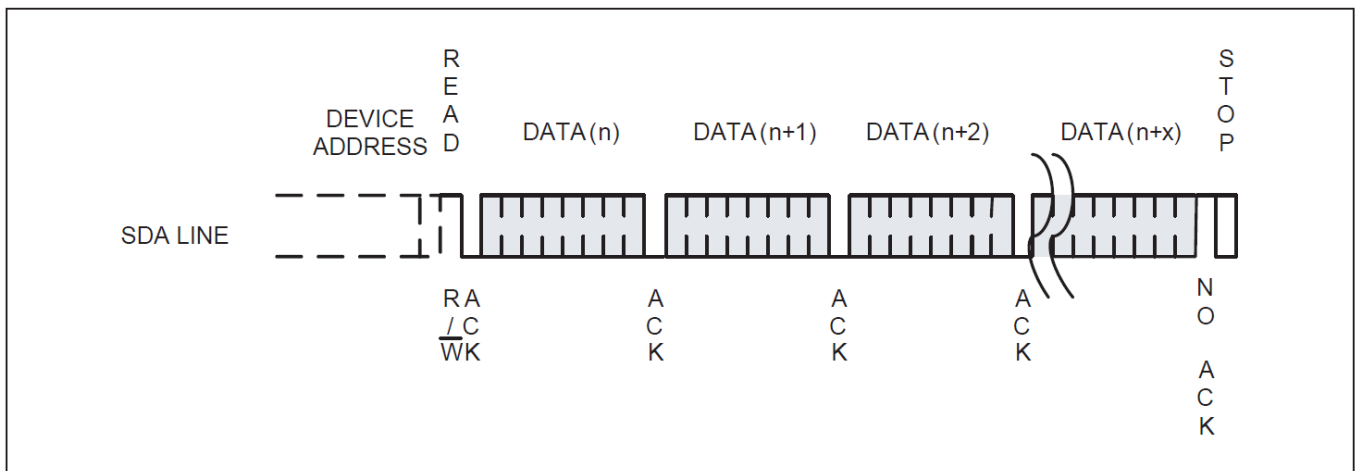 READ
STOP
DEVICE
ADDRESS
DATA(n)
DATA(n+1)
DATA(n+2)
DATA(n+x)
SDA LINE
R/W
ACK
ACK
ACK
ACK
NO ACK